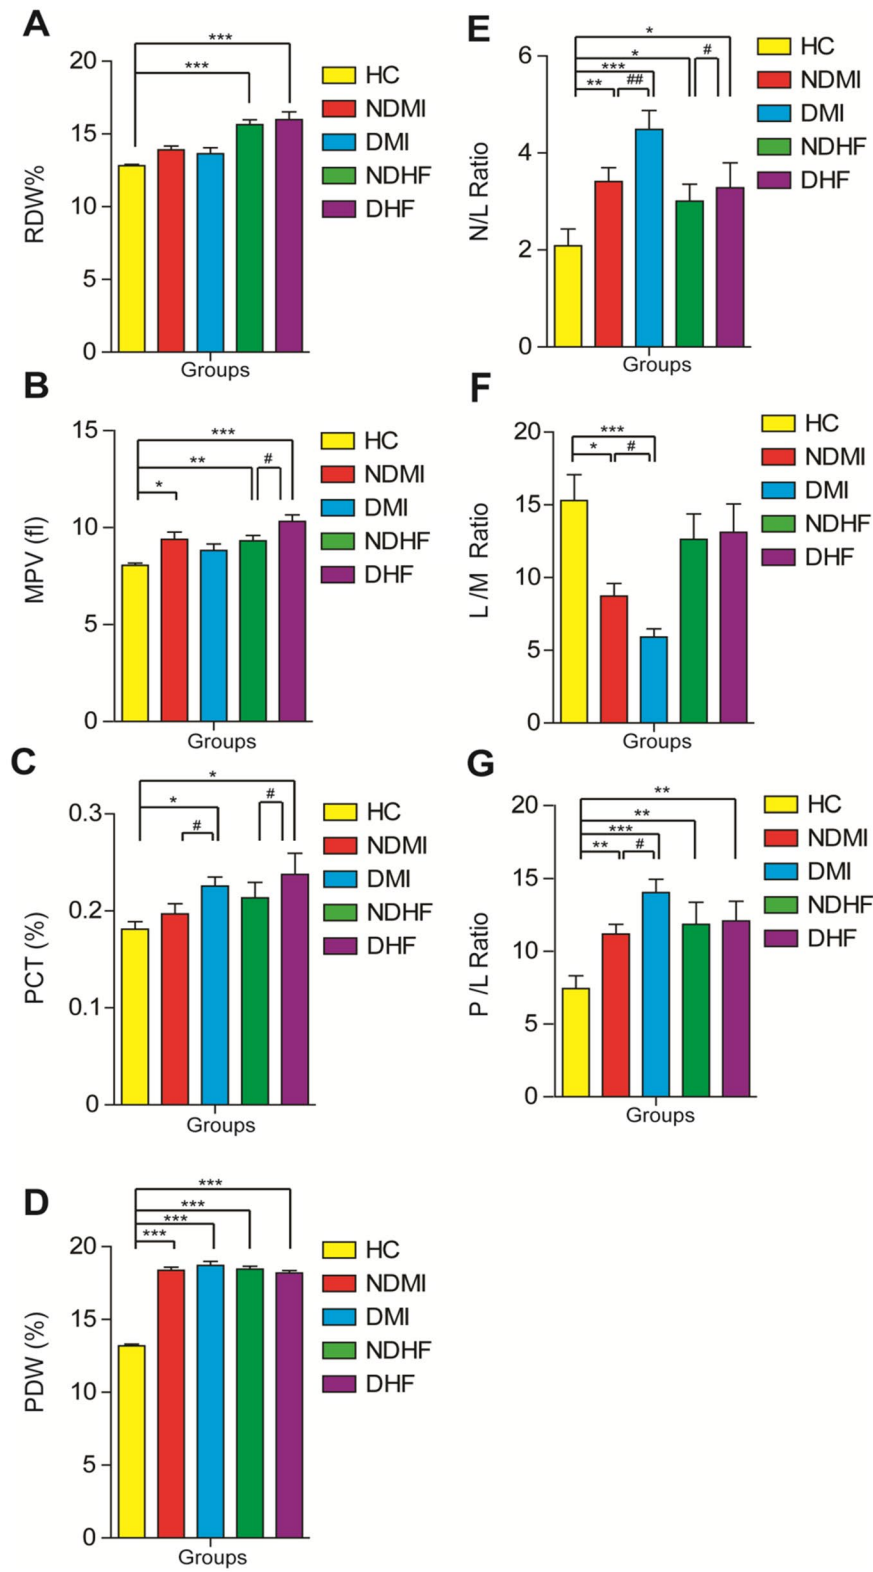 A
***
***
20
15
10
5
0
RDW%
Groups
HC
NDMI
DMI
NDHF
DHF
B
***
**
#
*
15
10
5
0
MPV (fl)
Groups
HC
NDMI
DMI
NDHF
DHF
C
*
*
#
#
0.3
0.2
0.1
0
PCT (%)
Groups
HC
NDMI
DMI
NDHF
DHF
D
***
***
***
***
20
15
10
5
0
PDW (%)
Groups
HC
NDMI
DMI
NDHF
DHF
E
*
*
#
***
**
##
6
4
2
0
N/L Ratio
Groups
HC
NDMI
DMI
NDHF
DHF
F
***
*
#
20
15
10
5
0
L /M Ratio
Groups
HC
NDMI
DMI
NDHF
DHF
G
**
**
***
**
#
20
15
10
5
0
P /L Ratio
Groups
HC
NDMI
DMI
NDHF
DHF